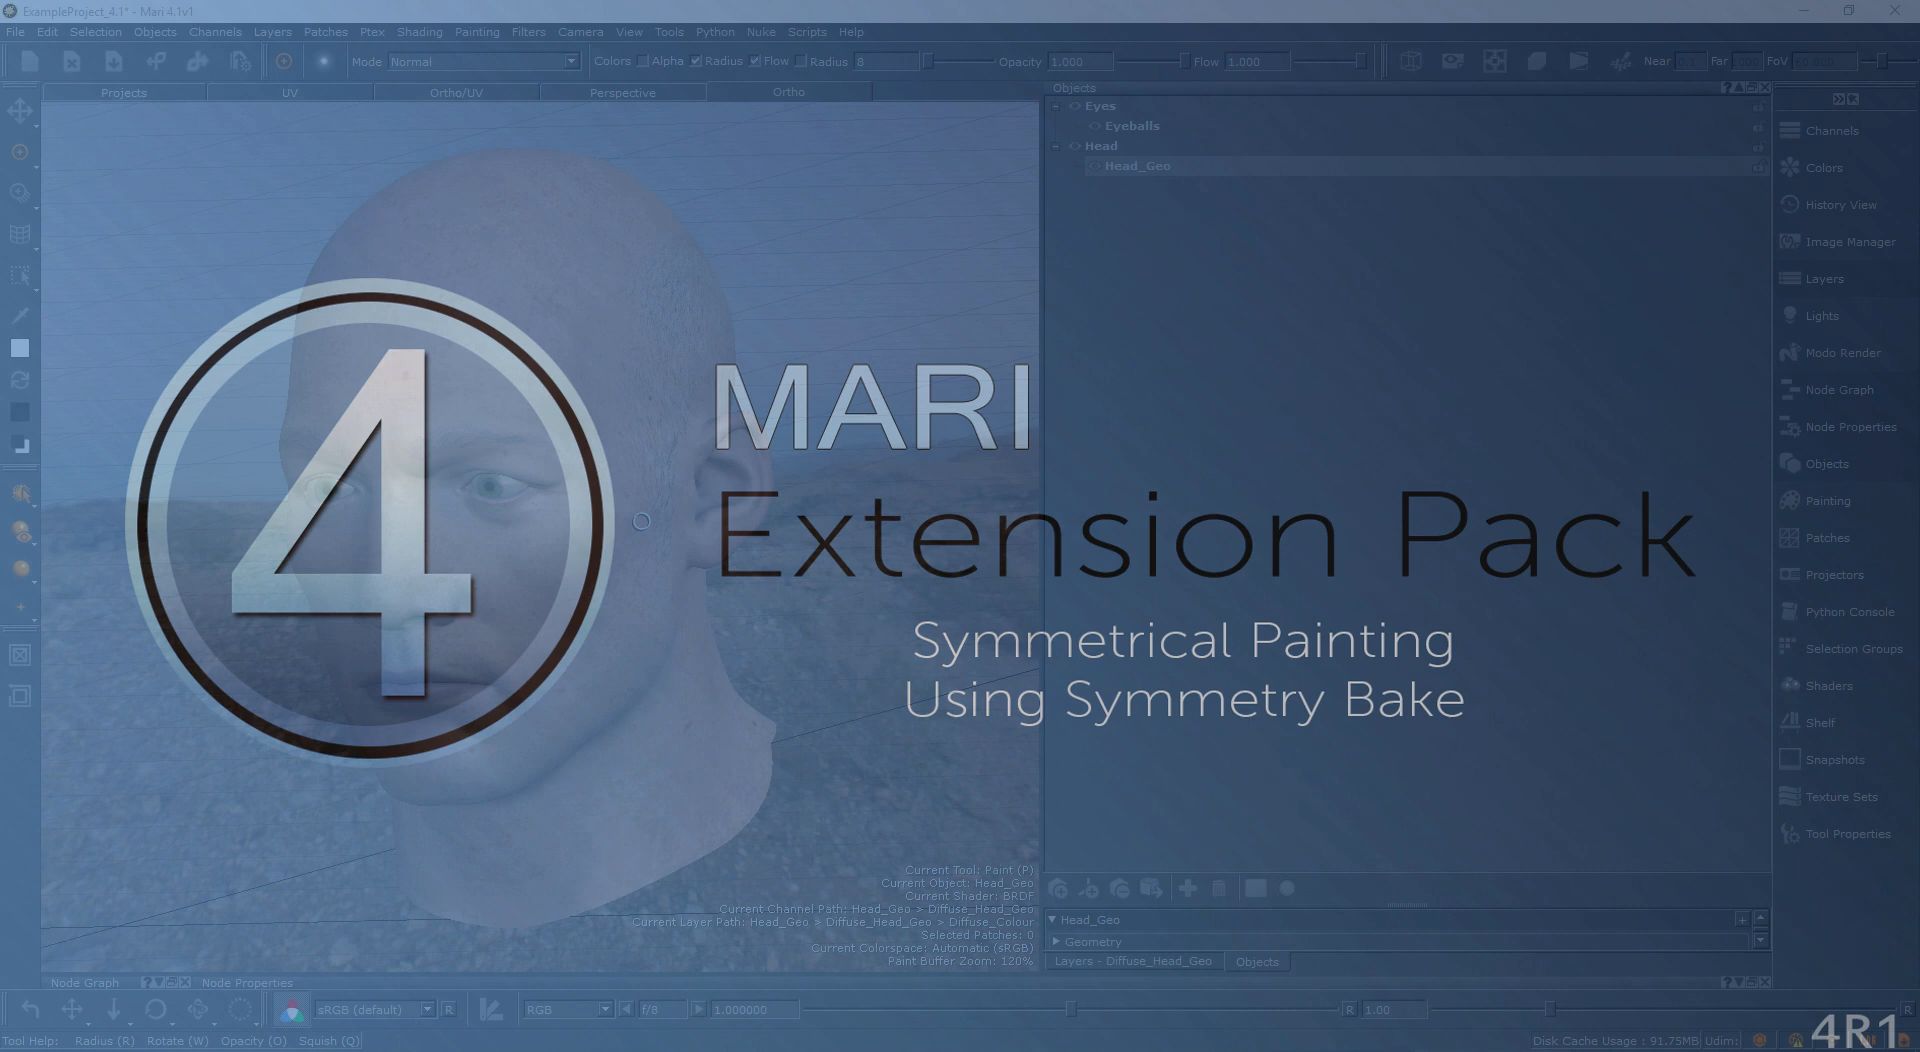 ExampleProject_4.1* - Mari 4.1v1
File Edit Selection Objects Channels Layers Patches Ptex Shading Painting Filters Camera View Tools Python Nuke Scripts Help
Mode Normal Colors Alpha Radius Flow Radius 8 Opacity 1.000 Flow 1.000 Near Far FoV
Projects UV Ortho/UV Perspective Ortho
Objects
Eyes
Eyeballs
Head
Head_Geo
Channels
Colors
History View
Image Manager
Layers
Lights
Modo Render
Node Graph
Node Properties
Objects
Painting
Patches
Projectors
Python Console
Selection Groups
Shaders
Shelf
Snapshots
Texture Sets
Tool Properties
4
MARI
Extension Pack
Symmetrical Painting
Using Symmetry Bake
Current Tool: Paint (P)
Current Object: Head_Geo
Current Shader: BRDF
Current Channel Path: Head_Geo > Diffuse_Head_Geo
Current Layer Path: Head_Geo > Diffuse_Head_Geo > Diffuse_Colour
Selected Patches: 0
Current Colorspace: Automatic (sRGB)
Paint Buffer Zoom: 120%
Head_Geo
Geometry
Layers - Diffuse_Head_Geo Objects
Node Graph Node Properties
sRGB (default) R RGB f/8 1.000000 R 1.00 R
Tool Help: Radius (R) Rotate (W) Opacity (O) Squish (Q)
Disk Cache Usage : 91.75MB Udim:
4R1